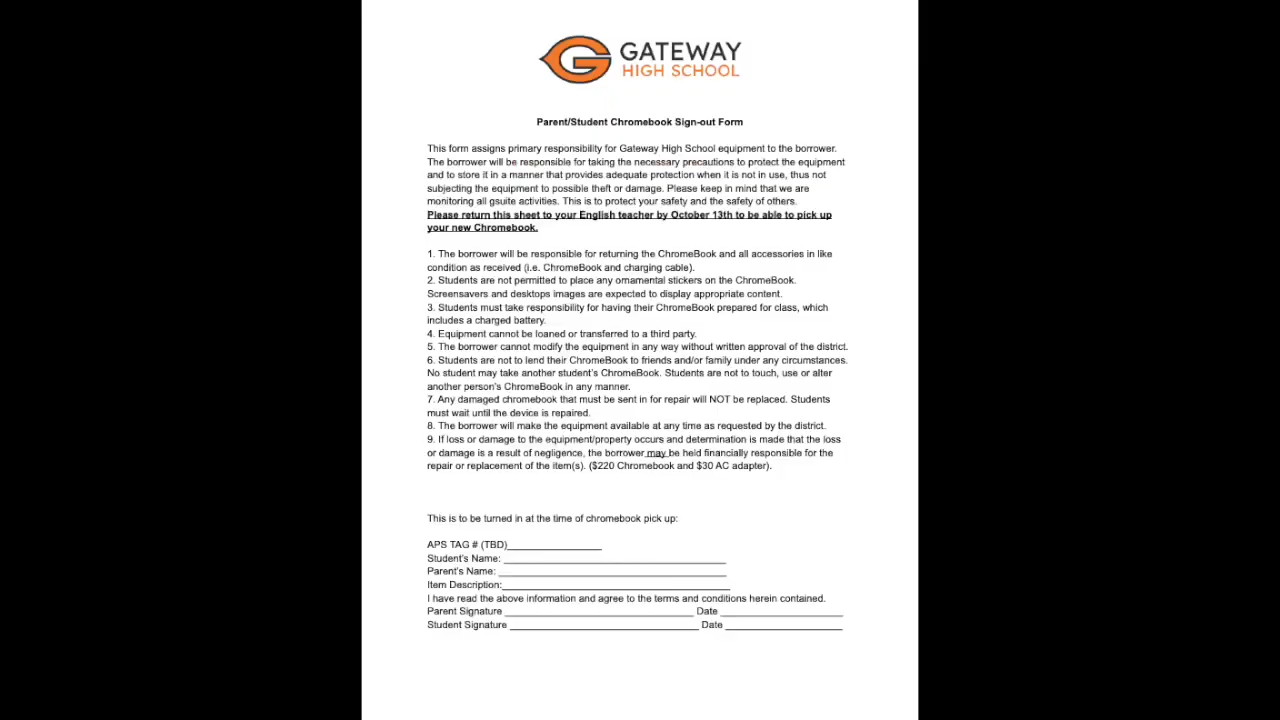 GATEWAY
HIGH SCHOOL
Parent/Student Chromebook Sign-out Form
This form assigns primary responsibility for Gateway High School equipment to the borrower.
The borrower will be responsible for taking the necessary precautions to protect the equipment
and to store it in a manner that provides adequate protection when it is not in use, thus not
subjecting the equipment to possible theft or damage. Please keep in mind that we are
monitoring all gsuite activities. This is to protect your safety and the safety of others.
Please return this sheet to your English teacher by October 13th to be able to pick up
your new Chromebook.
1. The borrower will be responsible for returning the ChromeBook and all accessories in like
condition as received (i.e. ChromeBook and charging cable).
2. Students are not permitted to place any ornamental stickers on the ChromeBook.
Screensavers and desktops images are expected to display appropriate content.
3. Students must take responsibility for having their ChromeBook prepared for class, which
includes a charged battery.
4. Equipment cannot be loaned or transferred to a third party.
5. The borrower cannot modify the equipment in any way without written approval of the district.
6. Students are not to lend their ChromeBook to friends and/or family under any circumstances.
No student may take another student's ChromeBook. Students are not to touch, use or alter
another person's ChromeBook in any manner.
7. Any damaged chromebook that must be sent in for repair will NOT be replaced. Students
must wait until the device is repaired.
8. The borrower will make the equipment available at any time as requested by the district.
9. If loss or damage to the equipment/property occurs and determination is made that the loss
or damage is a result of negligence, the borrower may be held financially responsible for the
repair or replacement of the item(s). ($220 Chromebook and $30 AC adapter).
This is to be turned in at the time of chromebook pick up:
APS TAG # (TBD)_________________
Student's Name: ________________________________________
Parent's Name: _________________________________________
Item Description:_________________________________________
I have read the above information and agree to the terms and conditions herein contained.
Parent Signature __________________________________ Date ______________________
Student Signature __________________________________ Date _____________________